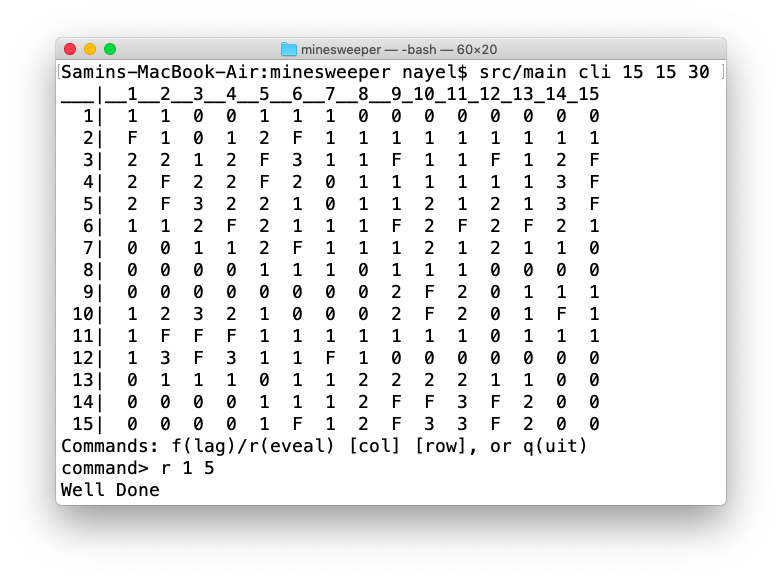 minesweeper — -bash — 60×20
Samins-MacBook-Air:minesweeper nayel$ src/main cli 15 15 30
___|__1__2__3__4__5__6__7__8__9_10_11_12_13_14_15
  1|  1  1  0  0  1  1  1  0  0  0  0  0  0  0  0
  2|  F  1  0  1  2  F  1  1  1  1  1  1  1  1  1
  3|  2  2  1  2  F  3  1  1  F  1  1  F  1  2  F
  4|  2  F  2  2  F  2  0  1  1  1  1  1  1  3  F
  5|  2  F  3  2  2  1  0  1  1  2  1  2  1  3  F
  6|  1  1  2  F  2  1  1  1  F  2  F  2  F  2  1
  7|  0  0  1  1  2  F  1  1  1  2  1  2  1  1  0
  8|  0  0  0  0  1  1  1  0  1  1  1  0  0  0  0
  9|  0  0  0  0  0  0  0  0  2  F  2  0  1  1  1
 10|  1  2  3  2  1  0  0  0  2  F  2  0  1  F  1
 11|  1  F  F  F  1  1  1  1  1  1  1  0  1  1  1
 12|  1  3  F  3  1  1  F  1  0  0  0  0  0  0  0
 13|  0  1  1  1  0  1  1  2  2  2  2  1  1  0  0
 14|  0  0  0  0  1  1  1  2  F  F  3  F  2  0  0
 15|  0  0  0  0  1  F  1  2  F  3  3  F  2  0  0
Commands: f(lag)/r(eveal) [col] [row], or q(uit)
command> r 1 5
Well Done